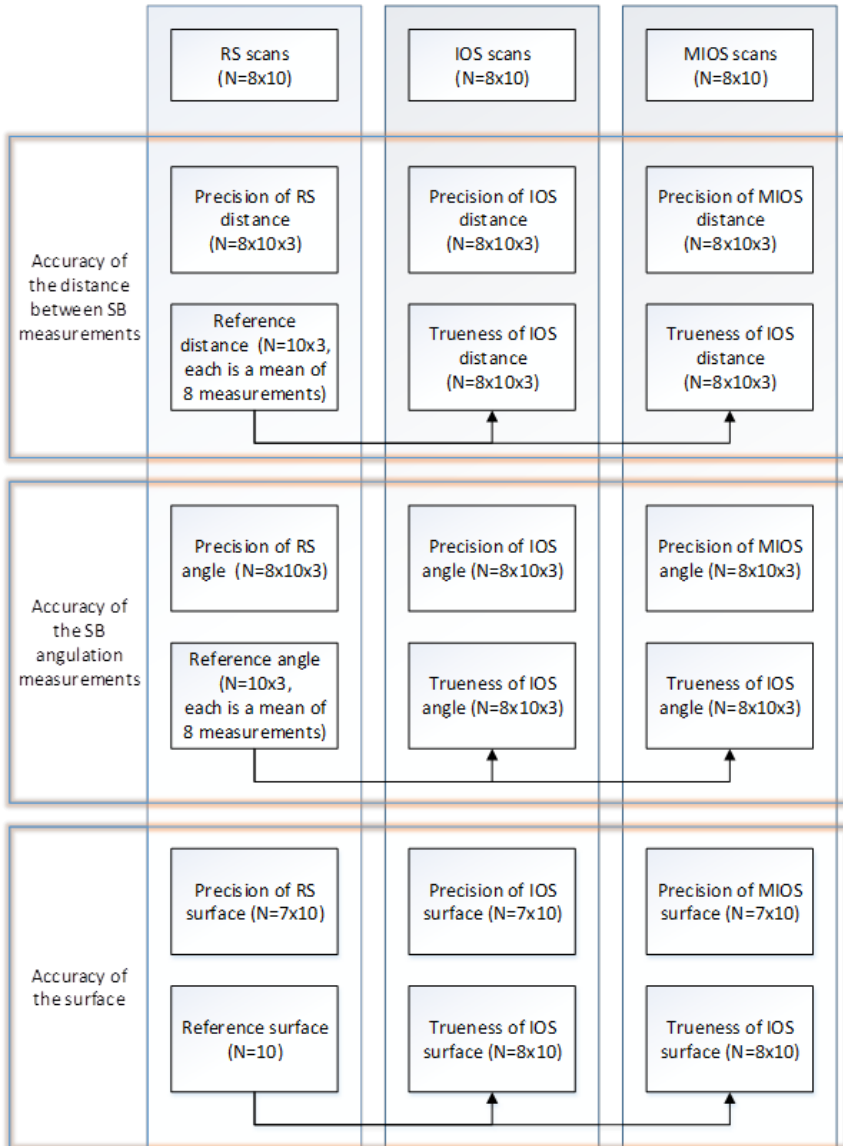 RS scans
(N=8x10)
IOS scans
(N=8x10)
MIOS scans
(N=8x10)
Accuracy of
the distance
between SB
measurements
Precision of RS
distance
(N=8x10x3)
Precision of IOS
distance
(N=8x10x3)
Precision of MIOS
distance
(N=8x10x3)
Reference
distance (N=10x3,
each is a mean of
8 measurements)
Trueness of IOS
distance
(N=8x10x3)
Trueness of IOS
distance
(N=8x10x3)
Accuracy of
the SB
angulation
measurements
Precision of RS
angle (N=8x10x3)
Precision of IOS
angle (N=8x10x3)
Precision of MIOS
angle (N=8x10x3)
Reference angle
(N=10x3,
each is a mean of
8 measurements)
Trueness of IOS
angle (N=8x10x3)
Trueness of IOS
angle (N=8x10x3)
Accuracy of
the surface
Precision of RS
surface (N=7x10)
Precision of IOS
surface (N=7x10)
Precision of MIOS
surface (N=7x10)
Reference surface
(N=10)
Trueness of IOS
surface (N=8x10)
Trueness of IOS
surface (N=8x10)